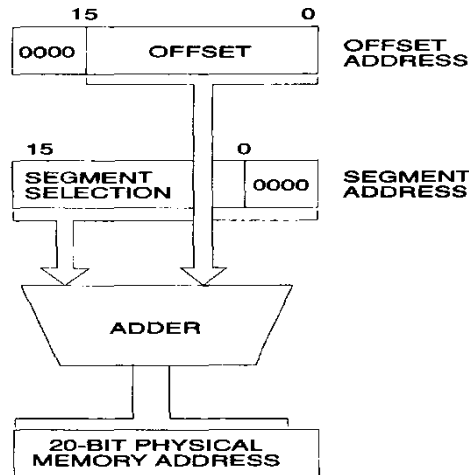 15 0
0000 OFFSET
OFFSET
ADDRESS
15 0
SEGMENT
SELECTION
0000
SEGMENT
ADDRESS
ADDER
20-BIT PHYSICAL
MEMORY ADDRESS